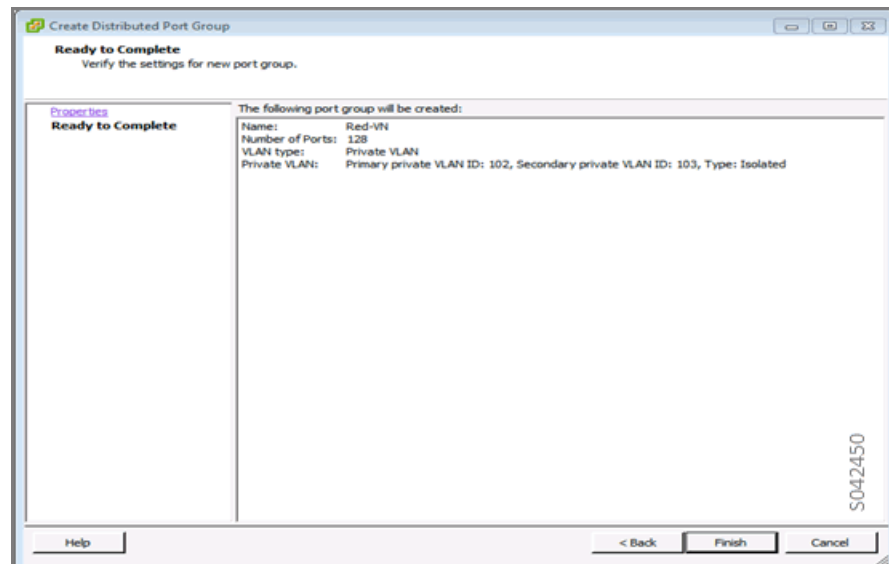 Create Distributed Port Group
Ready to Complete
Verify the settings for new port group.
Properties
Ready to Complete
The following port group will be created:
Name: Red-VN
Number of Ports: 128
VLAN type: Private VLAN
Private VLAN: Primary private VLAN ID: 102, Secondary private VLAN ID: 103, Type: Isolated
S042450
Help
< Back
Finish
Cancel